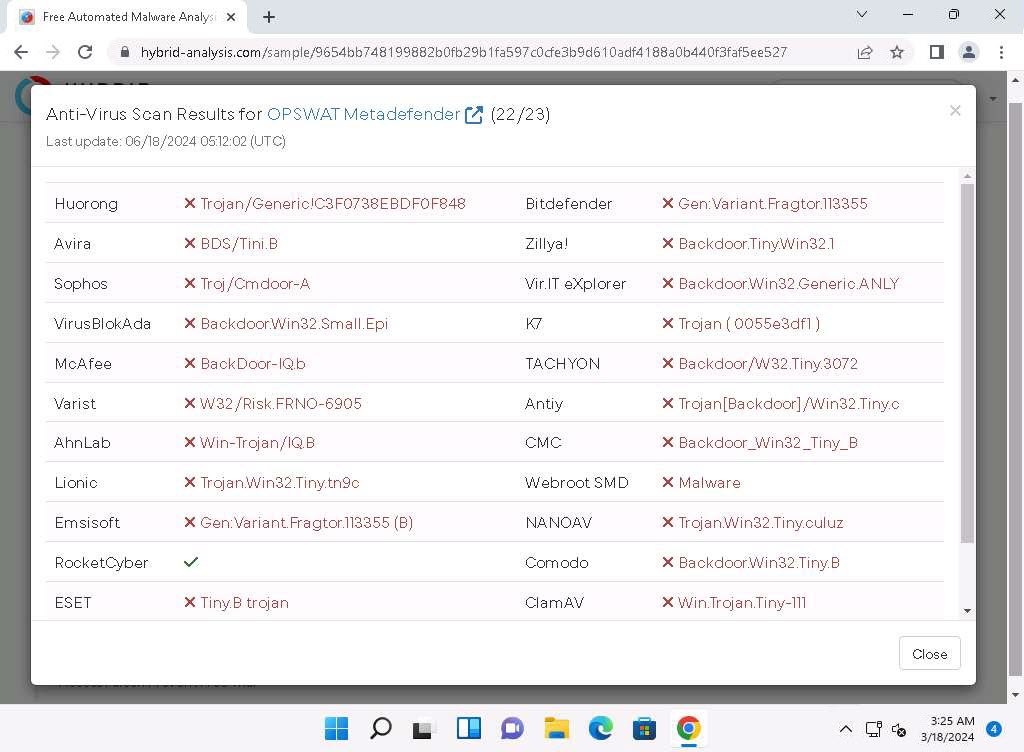 Free Automated Malware Analysi
hybrid-analysis.com/sample/9654bb748199882b0fb29b1fa597c0cfe3b9d610adf4188a0b440f3faf5ee527
Anti-Virus Scan Results for OPSWAT Metadefender (22/23)
Last update: 06/18/2024 05:12:02 (UTC)
Huorong Trojan/Generic!C3F0738EBDF0F848 Bitdefender Gen:Variant.Fragtor.113355
Avira BDS/Tini.B Zillya! Backdoor.Tiny.Win32.1
Sophos Troj/Cmdoor-A Vir.IT eXplorer Backdoor.Win32.Generic.ANLY
VirusBlokAda Backdoor.Win32.Small.Epi K7 Trojan ( 0055e3df1 )
McAfee BackDoor-IQ.b TACHYON Backdoor/W32.Tiny.3072
Varist W32/Risk.FRNO-6905 Antiy Trojan[Backdoor]/Win32.Tiny.c
AhnLab Win-Trojan/IQ.B CMC Backdoor_Win32_Tiny_B
Lionic Trojan.Win32.Tiny.tn9c Webroot SMD Malware
Emsisoft Gen:Variant.Fragtor.113355 (B) NANOAV Trojan.Win32.Tiny.culuz
RocketCyber Comodo Backdoor.Win32.Tiny.B
ESET Tiny.B trojan ClamAV Win.Trojan.Tiny-111
Close
3:25 AM
3/18/2024
4